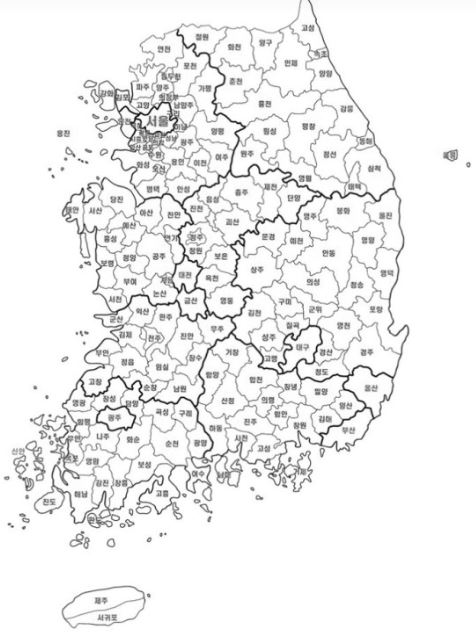 고성
철원
연천
화천
양구
속초
인제
포천
양양
동두천
춘천
가평
파주
양주
의정부
강화
김포
고양
남양주
홍천
강릉
서울
하남
옹진
양평
횡성
평창
동해
광주
정선
수원
여주
원주
이천
용인
화성
오산
삼척
영월
태백
평택
안성
제천
충주
단양
음성
당진
태안
서산
아산
천안
진천
괴산
영주
봉화
울진
예산
문경
예천
홍성
연기
청주
청원
안동
영양
보은
보령
청양
공주
상주
의성
영덕
부여
대전
옥천
청송
논산
서천
금산
영동
구미
군위
포항
군산
익산
완주
김천
칠곡
영천
무주
김제
전주
진안
상주
대구
경산
경주
부안
거창
고령
정읍
임실
장수
청도
함양
합천
고창
순창
남원
창녕
밀양
울산
장성
영광
담양
산청
의령
양산
곡성
구례
함안
김해
함평
광주
하동
진주
창원
부산
나주
화순
순천
광양
사천
고성
신안
영암
보성
여수
강진
장흥
해남
고흥
진도
제주
서귀포